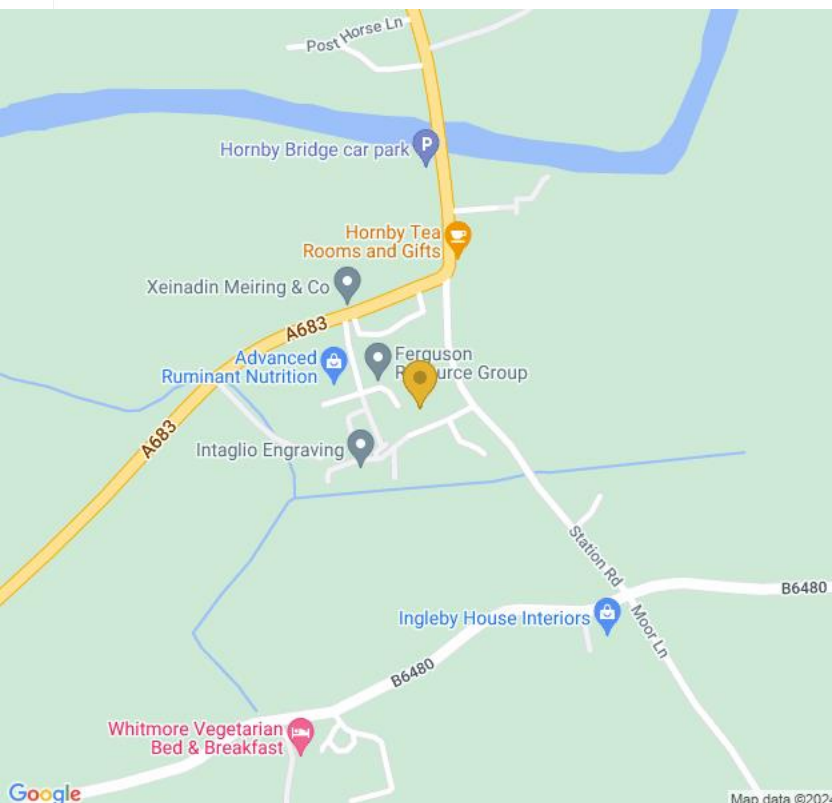 Post Horse Ln
Hornby Bridge car park
P
Hornby Tea
Rooms and Gifts
Xeinadin Meiring & Co
A683
Advanced
Ruminant Nutrition
Ferguson
Group
A683
Intaglio Engraving
Station Rd
B6480
Ingleby House Interiors
Moor Ln
B6480
Whitmore Vegetarian
Bed & Breakfast
Google
Map data ©2024